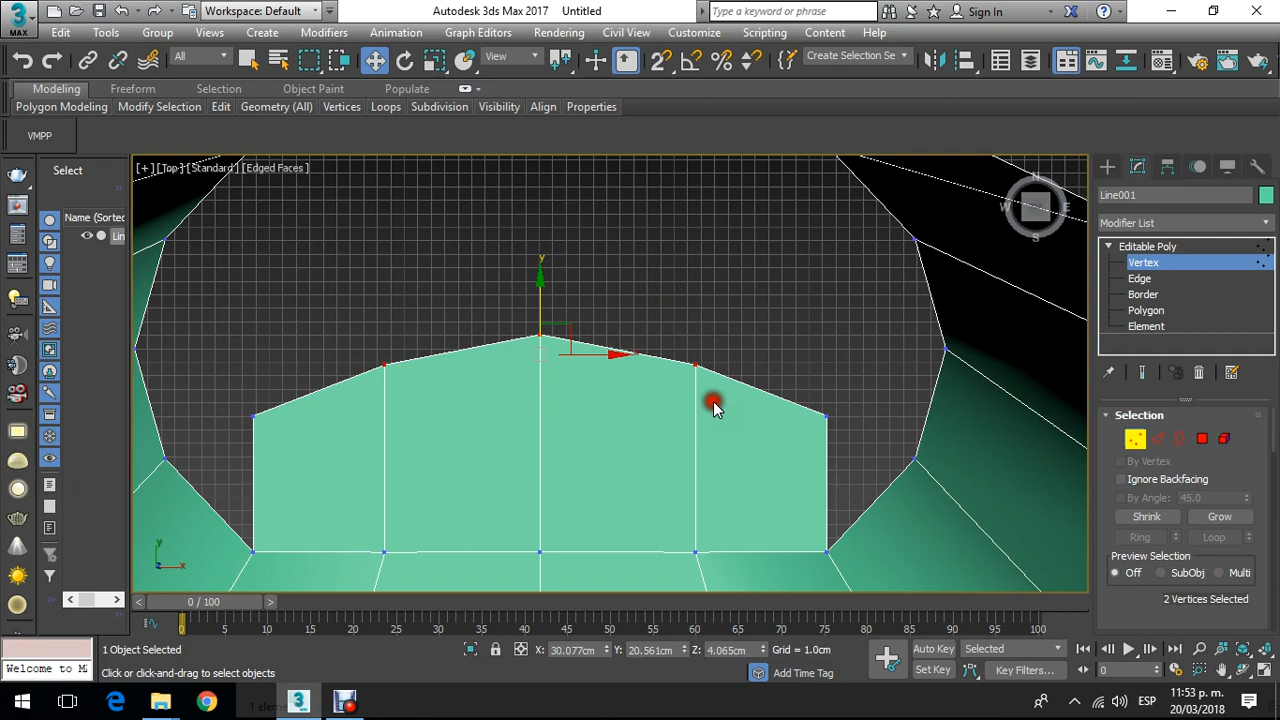 3
MAX
Workspace: Default
Autodesk 3ds Max 2017
Untitled
Type a keyword or phrase
Sign In
Edit
Tools
Group
Views
Create
Modifiers
Animation
Graph Editors
Rendering
Civil View
Customize
Scripting
Content
Help
All
View
Create Selection Se
Modeling
Freeform
Selection
Object Paint
Populate
Polygon Modeling
Modify Selection
Edit
Geometry (All)
Vertices
Loops
Subdivision
Visibility
Align
Properties
VMPP
Select
Name (Sorted
Lin
[+] [Top] [Standard] [Edged Faces]
N
W
E
S
y
y
x
Line001
Modifier List
Editable Poly
Vertex
Edge
Border
Polygon
Element
Selection
By Vertex
Ignore Backfacing
By Angle: 45.0
Shrink
Grow
Ring
Loop
Preview Selection
Off
SubObj
Multi
2 Vertices Selected
0 / 100
0 5 10 15 20 25 30 35 40 45 50 55 60 65 70 75 80 85 90 95 100
Welcome to M
1 Object Selected
Click or click-and-drag to select objects
X: 30.077cm
Y: 20.561cm
Z: 4.065cm
Grid = 1.0cm
Add Time Tag
Auto Key
Selected
Set Key
Key Filters...
0
ESP
11:53 p. m.
20/03/2018